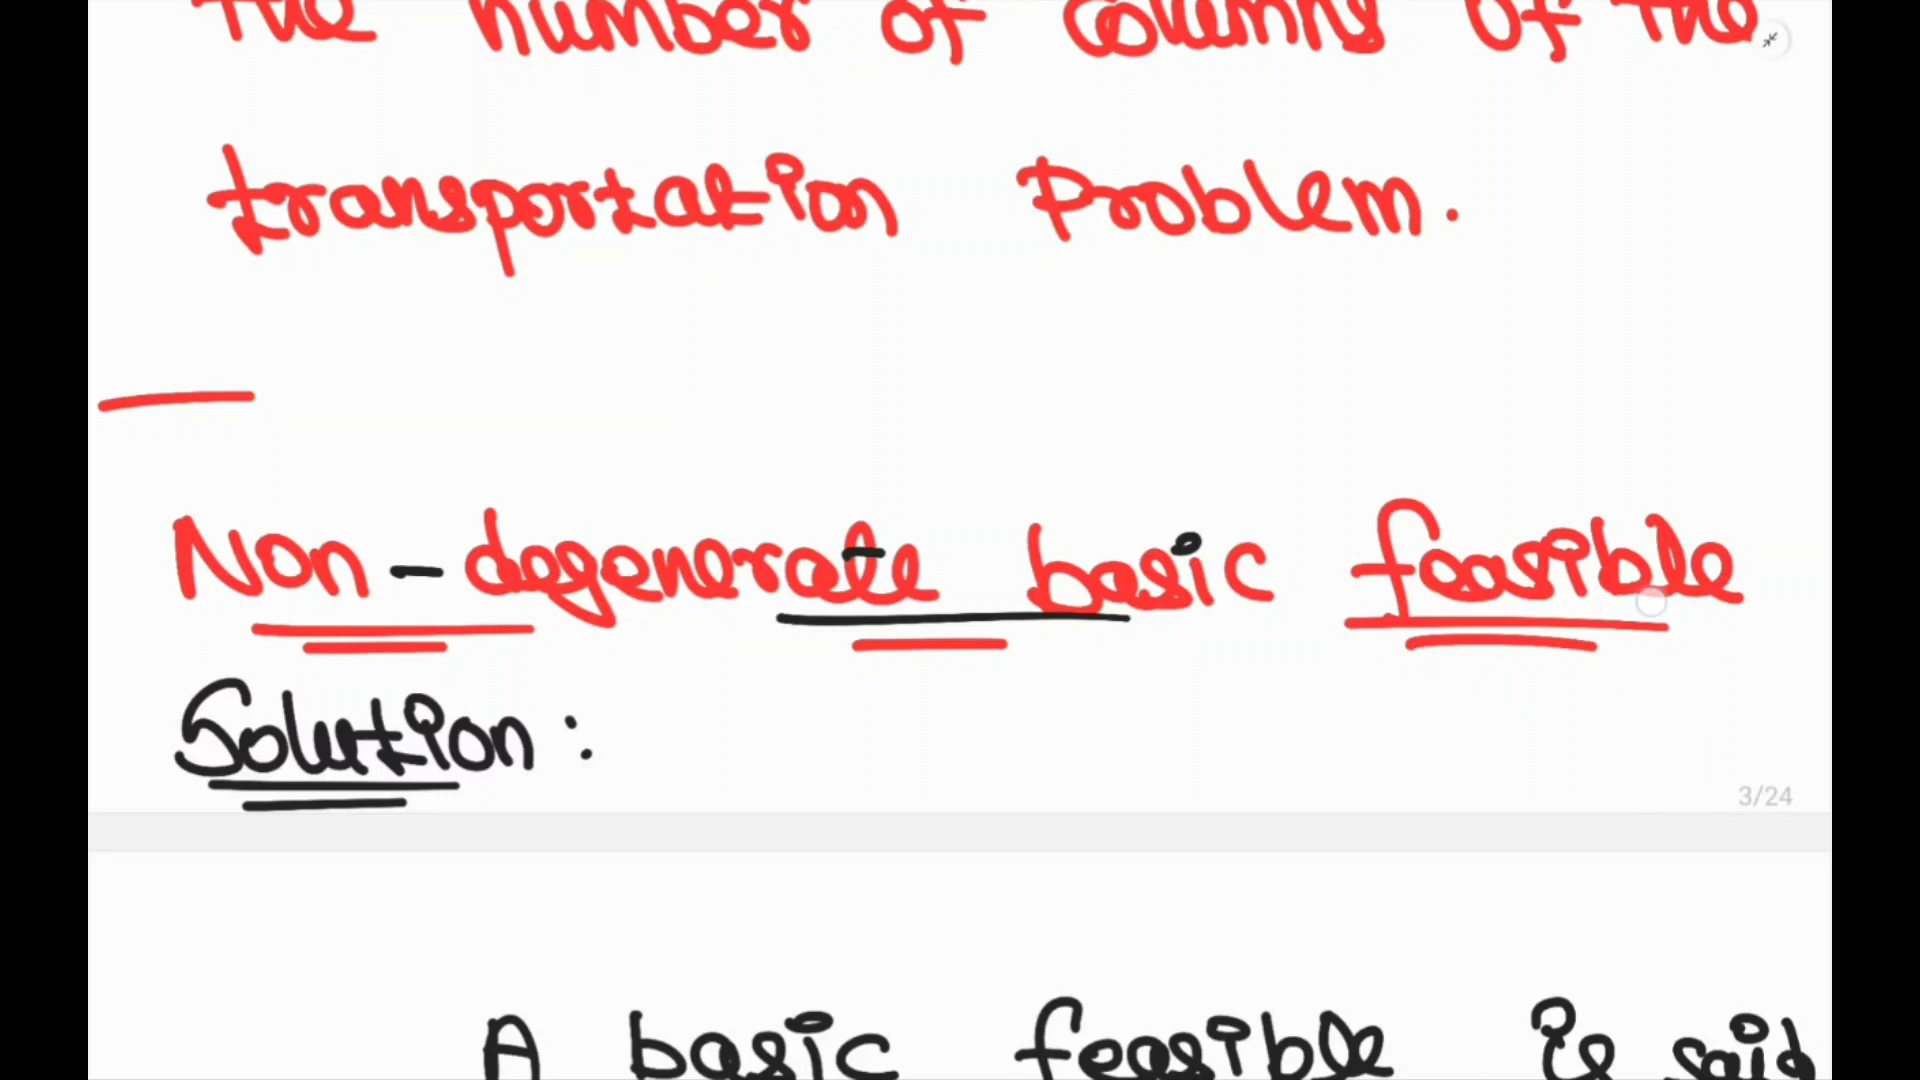 the number of columns of the
transportation Problem.
Non-degenerate basic feasible
Solution:
3/24
A basic feasible is said